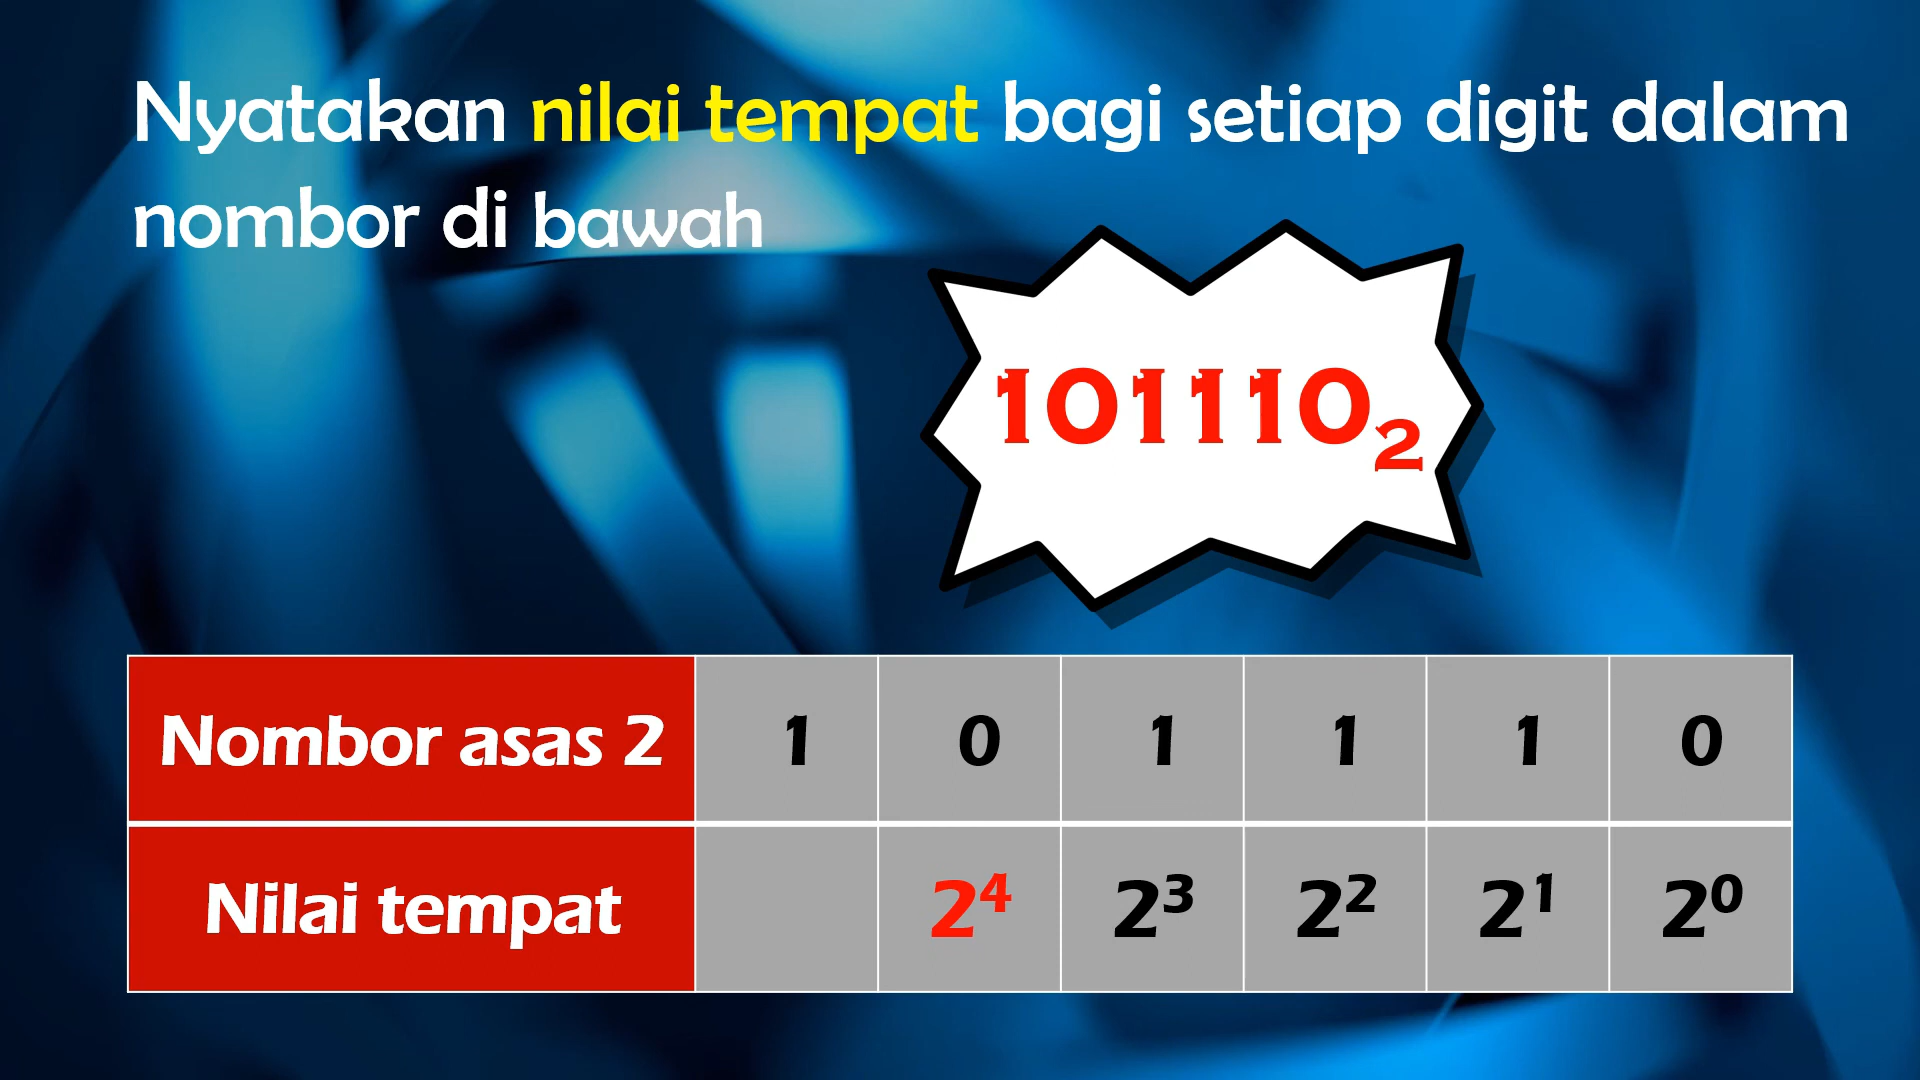 Nyatakan nilai tempat bagi setiap digit dalam
nombor di bawah
101110₂
Nombor asas 2 1 0 1 1 1 0
Nilai tempat 2⁴ 2³ 2² 2¹ 2⁰